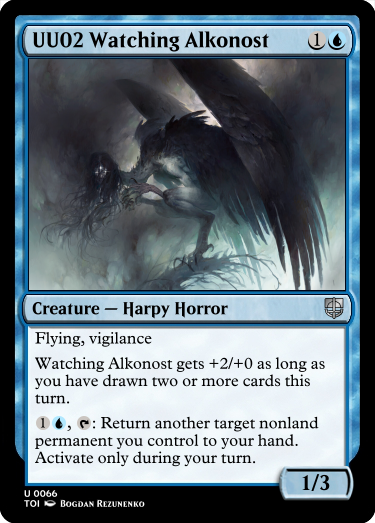 UU02 Watching Alkonost
1
Creature — Harpy Horror
Flying, vigilance
Watching Alkonost gets +2/+0 as long as
you have drawn two or more cards this
turn.
1 , : Return another target nonland
permanent you control to your hand.
Activate only during your turn.
1/3
U 0066
TOI Bogdan Rezunenko